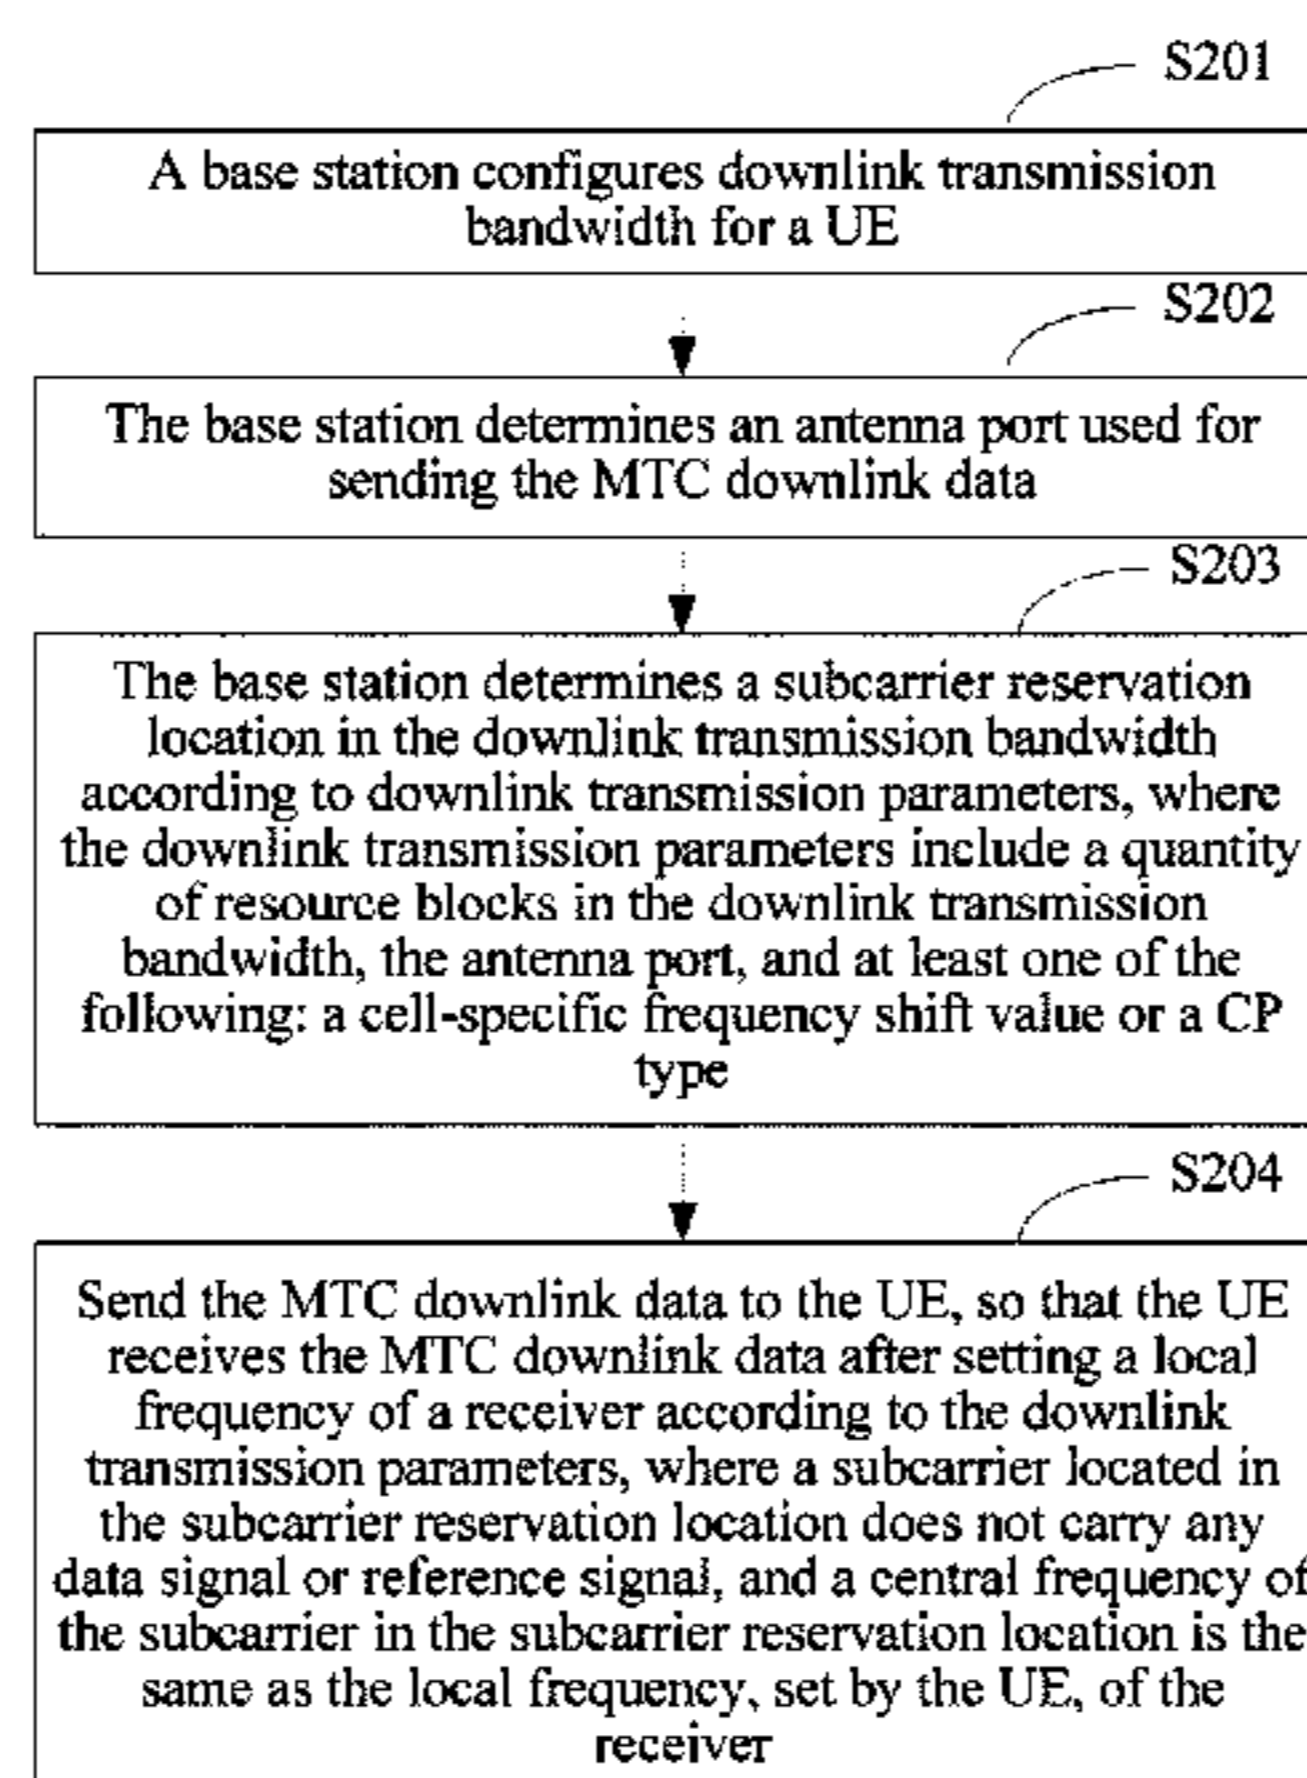 S201
A base station configures downlink transmission
bandwidth for a UE
S202
The base station determines an antenna port used for
sending the MTC downlink data
S203
The base station determines a subcarrier reservation
location in the downlink transmission bandwidth
according to downlink transmission parameters, where
the downlink transmission parameters include a quantity
of resource blocks in the downlink transmission
bandwidth, the antenna port, and at least one of the
following: a cell-specific frequency shift value or a CP
type
S204
Send the MTC downlink data to the UE, so that the UE
receives the MTC downlink data after setting a local
frequency of a receiver according to the downlink
transmission parameters, where a subcarrier located in
the subcarrier reservation location does not carry any
data signal or reference signal, and a central frequency of
the subcarrier in the subcarrier reservation location is the
same as the local frequency, set by the UE, of the
receiver